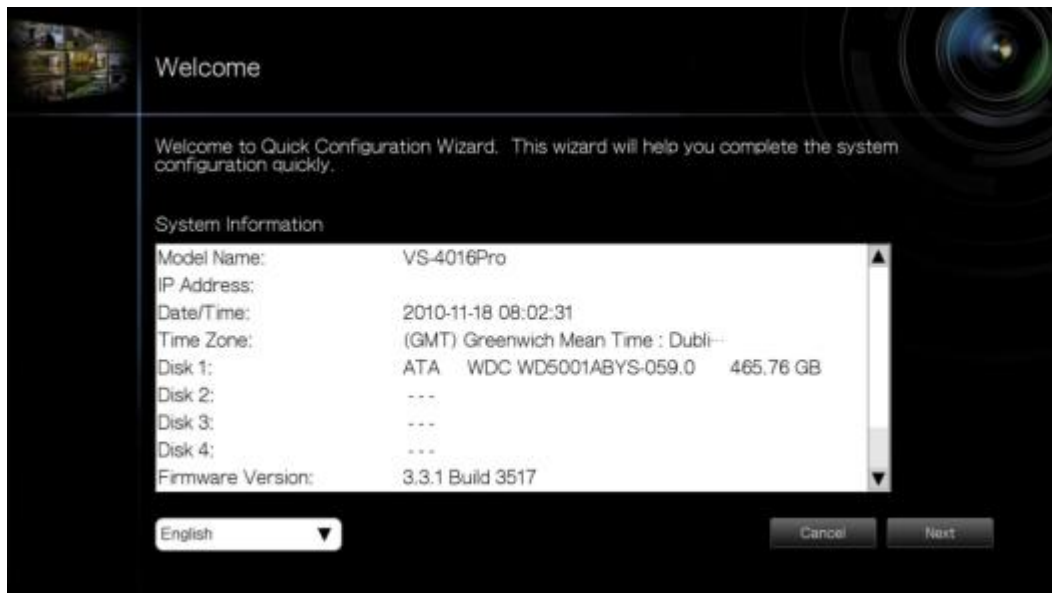 Welcome
Welcome to Quick Configuration Wizard. This wizard will help you complete the system
configuration quickly.
System Information
Model Name: VS-4016Pro
IP Address:
Date/Time: 2010-11-18 08:02:31
Time Zone: (GMT) Greenwich Mean Time : Dubli…
Disk 1: ATA WDC WD5001ABYS-059.0 465.76 GB
Disk 2: ---
Disk 3: ---
Disk 4: ---
Firmware Version: 3.3.1 Build 3517
English
Cancel Next